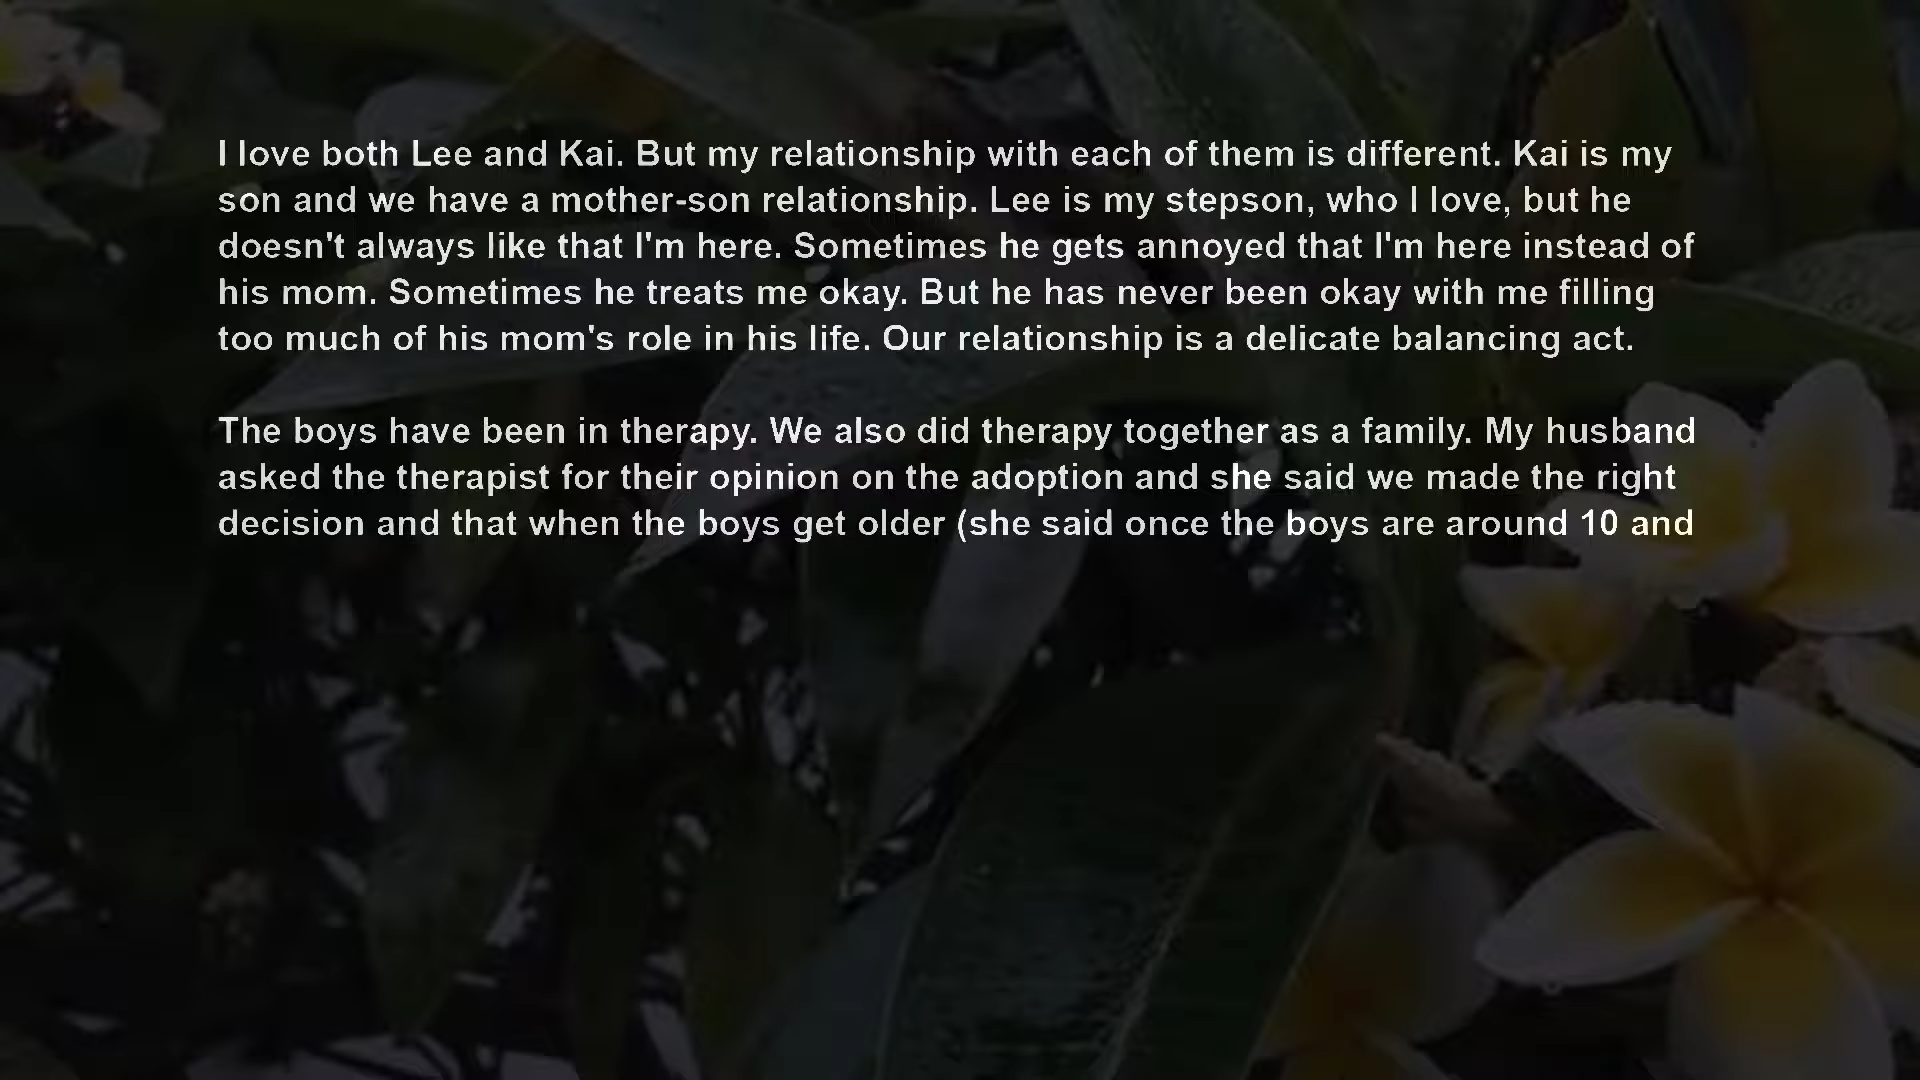 I love both Lee and Kai. But my relationship with each of them is different. Kai is my
son and we have a mother-son relationship. Lee is my stepson, who I love, but he
doesn't always like that I'm here. Sometimes he gets annoyed that I'm here instead of
his mom. Sometimes he treats me okay. But he has never been okay with me filling
too much of his mom's role in his life. Our relationship is a delicate balancing act.
The boys have been in therapy. We also did therapy together as a family. My husband
asked the therapist for their opinion on the adoption and she said we made the right
decision and that when the boys get older (she said once the boys are around 10 and